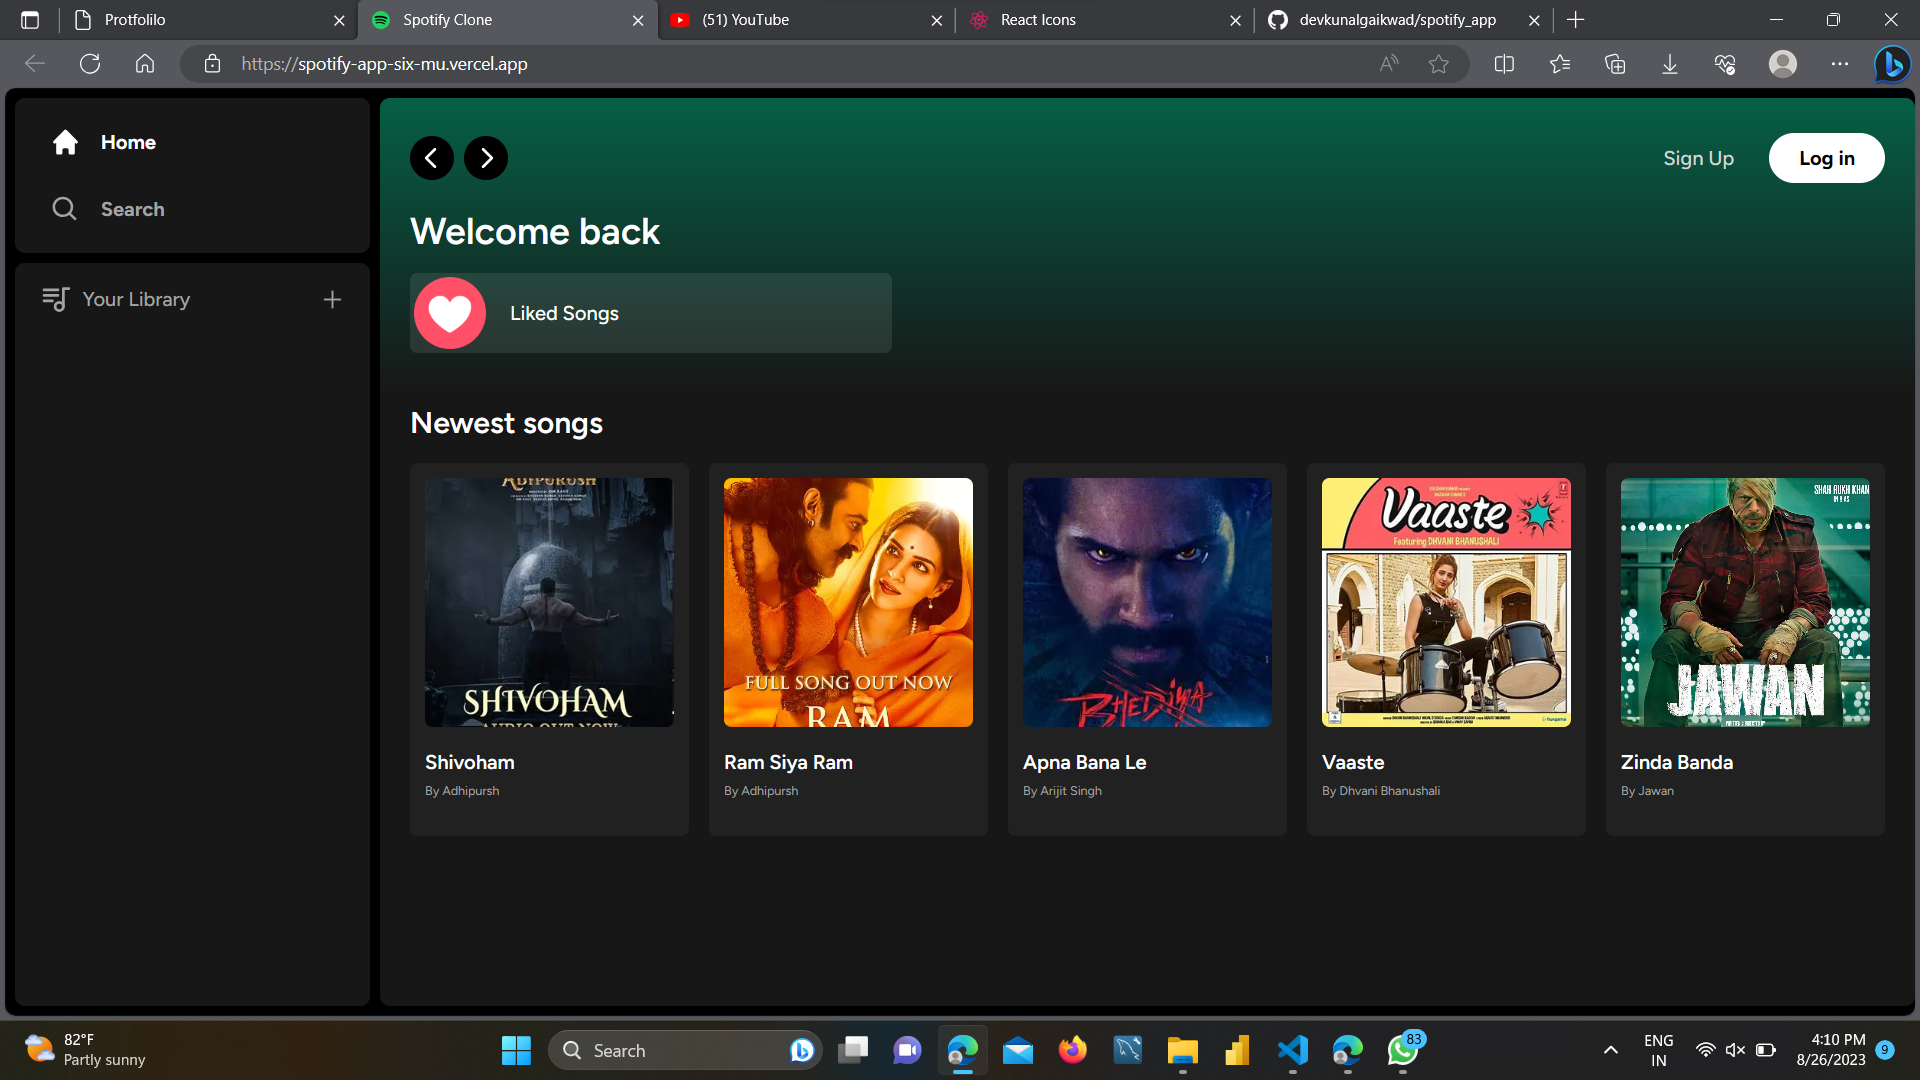 Protfolilo
Spotify Clone
(51) YouTube
React Icons
devkunalgaikwad/spotify_app
https://spotify-app-six-mu.vercel.app
Home
Search
Your Library
Sign Up
Log in
Welcome back
Liked Songs
Newest songs
ADIPURUSH
SHIVOHAM
AUDIO OUT NOW
Shivoham
By Adhipursh
FULL SONG OUT NOW
RAM
Ram Siya Ram
By Adhipursh
BHEDIYA
Apna Bana Le
By Arijit Singh
Vaaste
Featuring DHVANI BHANUSHALI
Vaaste
By Dhvani Bhanushali
SHAH RUKH KHAN
JAWAN
Zinda Banda
By Jawan
82°F
Partly sunny
Search
83
ENG
IN
4:10 PM
8/26/2023
9